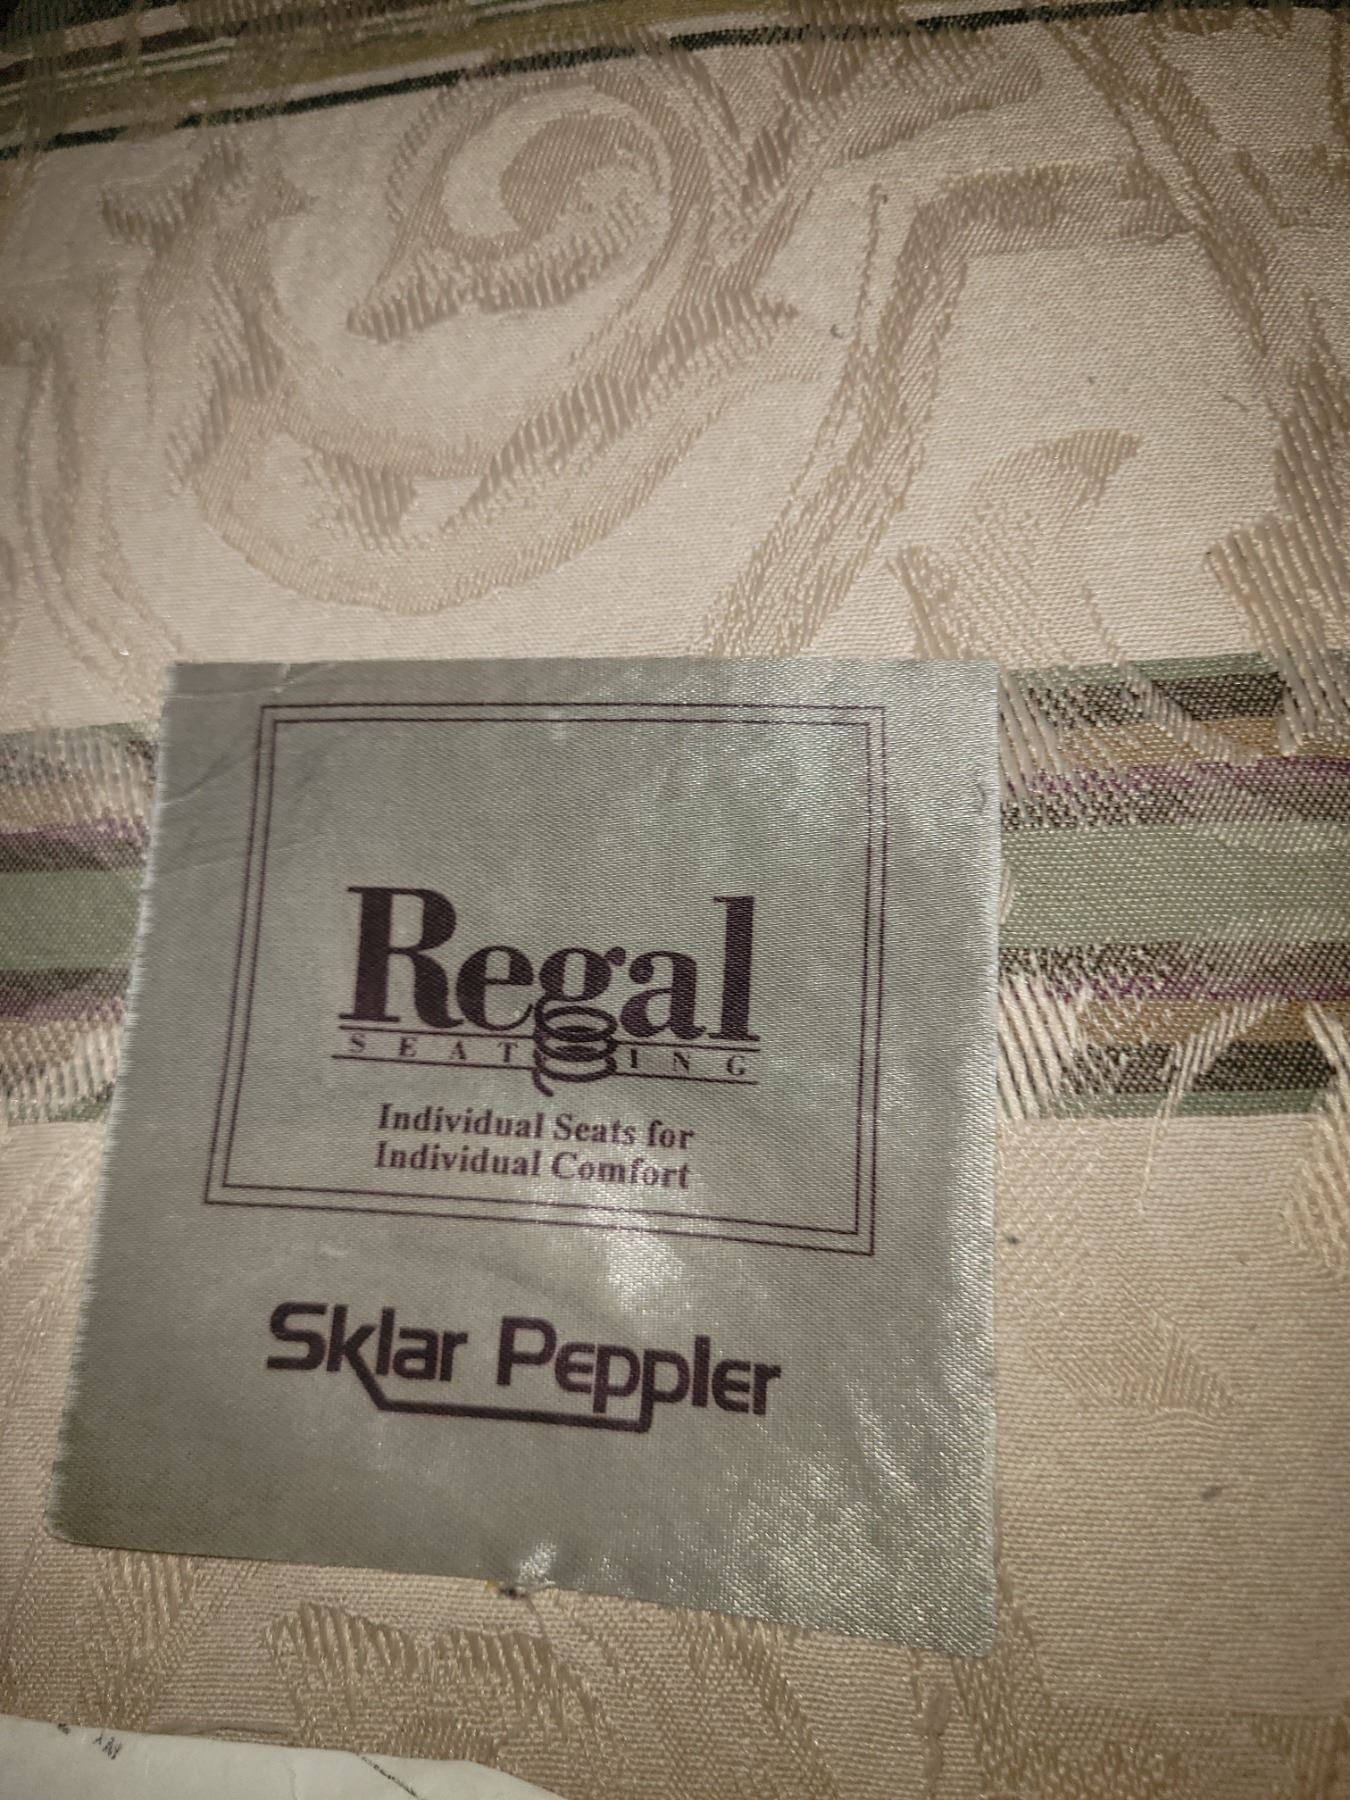 Regal
SEATING
Individual Seats for
Individual Comfort
Sklar Peppler